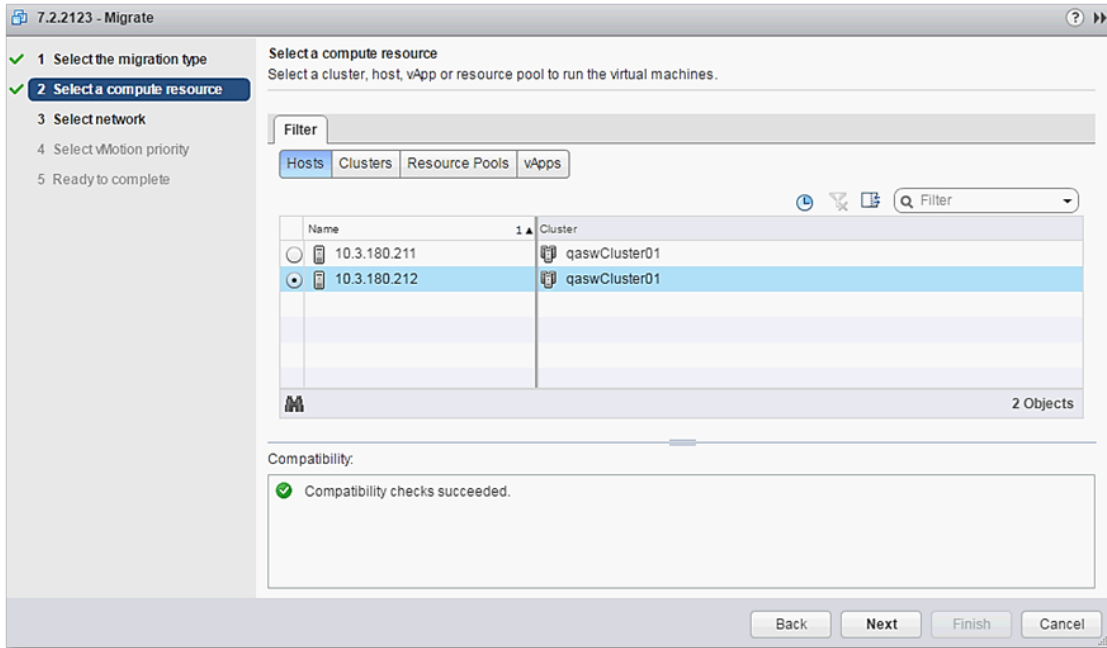 7.2.2123 - Migrate
1 Select the migration type
2 Select a compute resource
3 Select network
4 Select vMotion priority
5 Ready to complete
Select a compute resource
Select a cluster, host, vApp or resource pool to run the virtual machines.
Filter
Hosts Clusters Resource Pools vApps
Filter
Name 1 Cluster
10.3.180.211 qaswCluster01
10.3.180.212 qaswCluster01
2 Objects
Compatibility:
Compatibility checks succeeded.
Back Next Finish Cancel